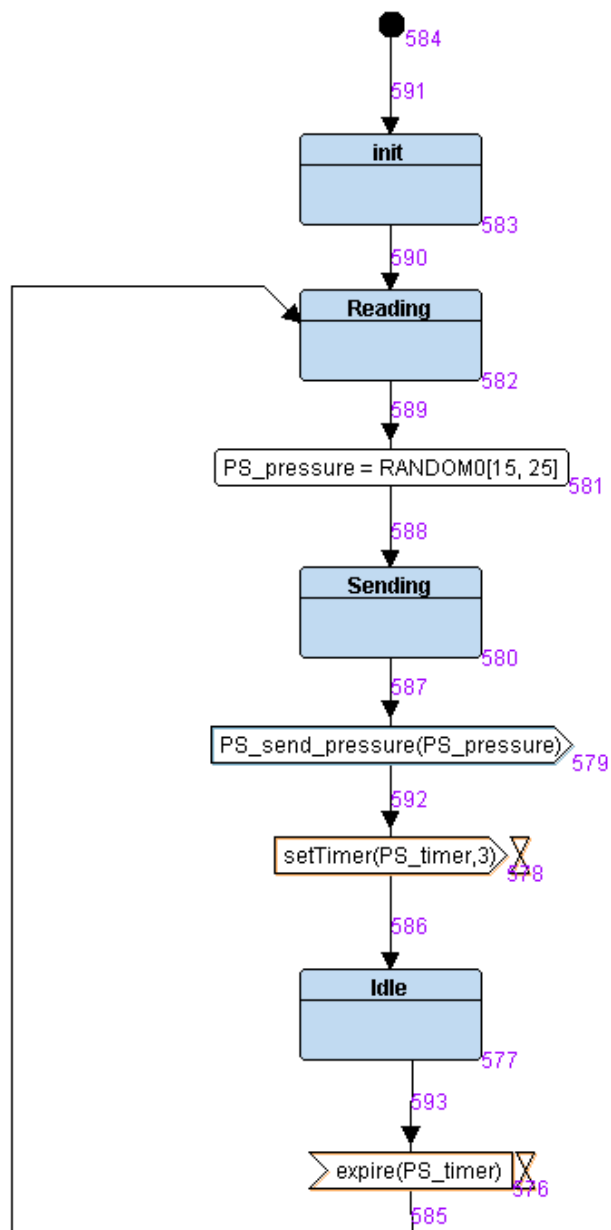 584
591
init
583
590
Reading
582
589
PS_pressure = RANDOM0[15, 25]
581
588
Sending
580
587
PS_send_pressure(PS_pressure)
579
592
setTimer(PS_timer,3)
578
586
Idle
577
593
expire(PS_timer)
576
585